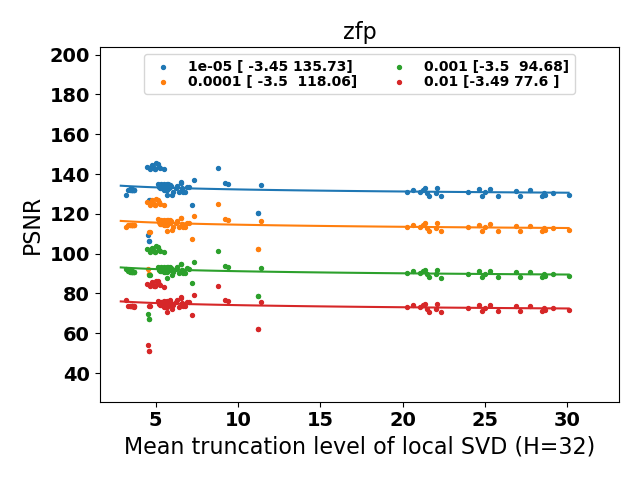 zfp
1e-05 [ -3.45 135.73]
0.0001 [ -3.5  118.06]
0.001 [-3.5  94.68]
0.01 [-3.49 77.6 ]
PSNR
200
180
160
140
120
100
80
60
40
5 10 15 20 25 30
Mean truncation level of local SVD (H=32)